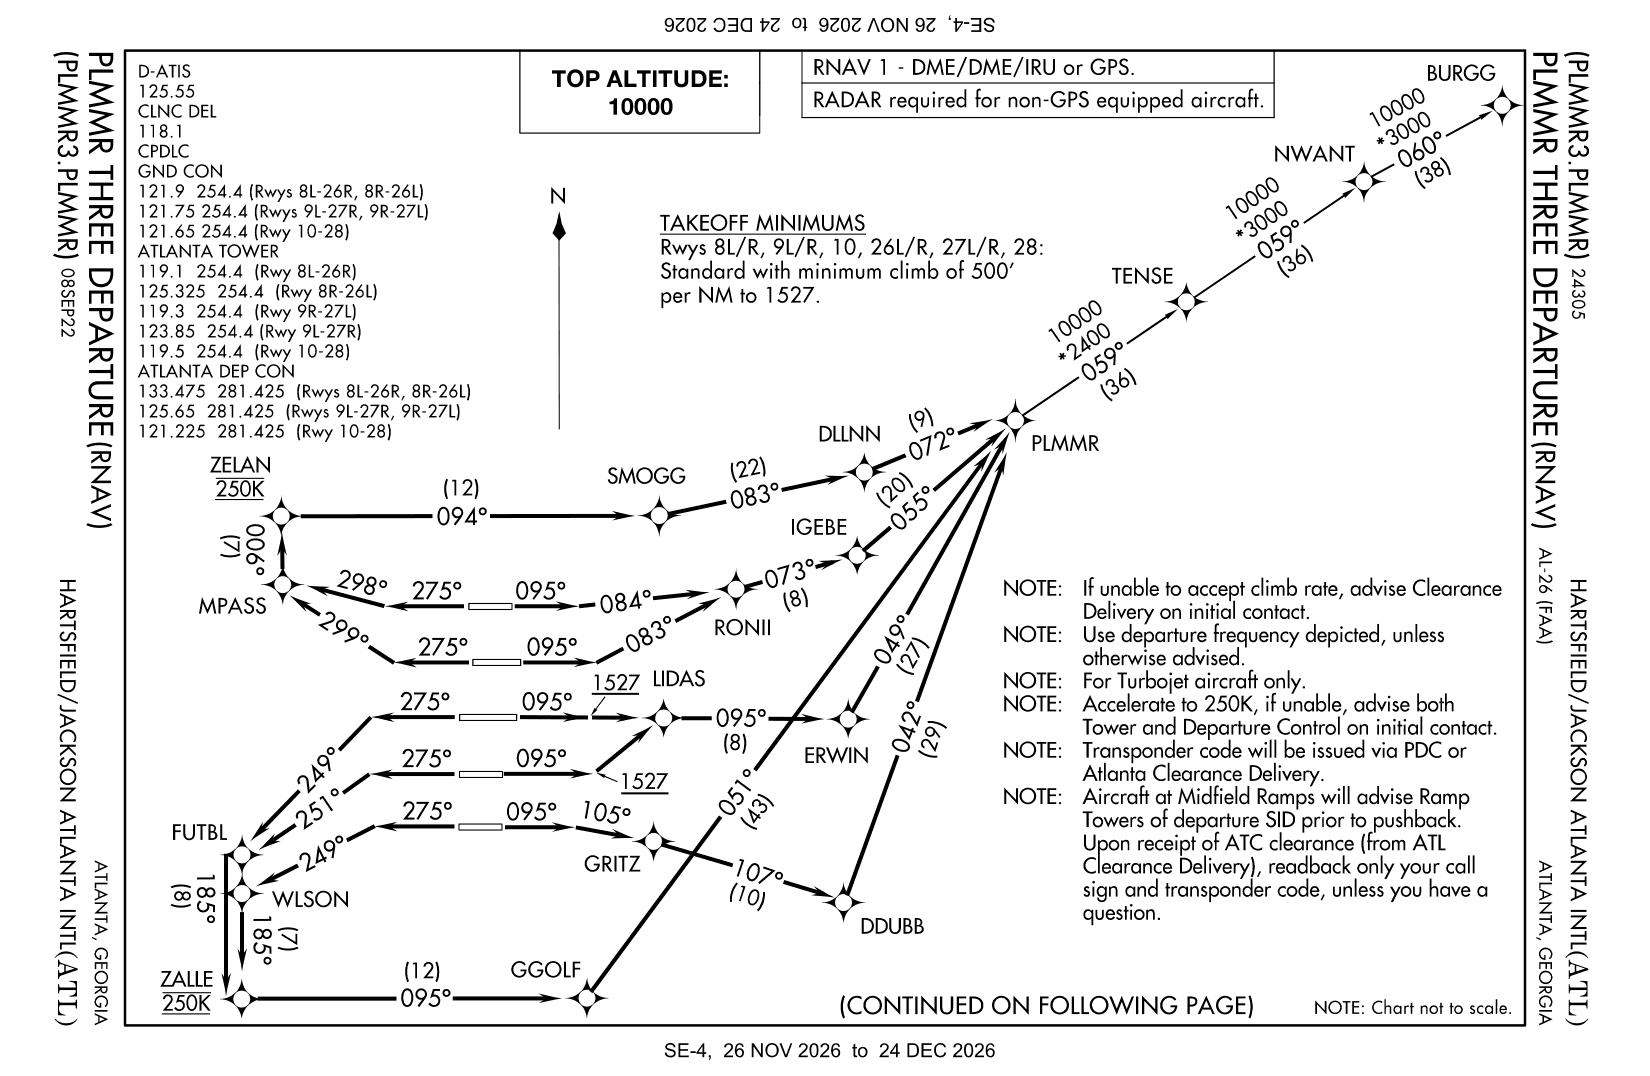 SE-4, 26 NOV 2026 to 24 DEC 2026
(PLMMR3.PLMMR) 08SEP22
PLMMR THREE DEPARTURE (RNAV)
HARTSFIELD/JACKSON ATLANTA INTL (ATL)
ATLANTA, GEORGIA
D-ATIS
125.55
CLNC DEL
118.1
CPDLC
GND CON
121.9 254.4 (Rwys 8L-26R, 8R-26L)
121.75 254.4 (Rwys 9L-27R, 9R-27L)
121.65 254.4 (Rwy 10-28)
ATLANTA TOWER
119.1 254.4 (Rwy 8L-26R)
125.325 254.4 (Rwy 8R-26L)
119.3 254.4 (Rwy 9R-27L)
123.85 254.4 (Rwy 9L-27R)
119.5 254.4 (Rwy 10-28)
ATLANTA DEP CON
133.475 281.425 (Rwys 8L-26R, 8R-26L)
125.65 281.425 (Rwys 9L-27R, 9R-27L)
121.225 281.425 (Rwy 10-28)
TOP ALTITUDE:
10000
RNAV 1 - DME/DME/IRU or GPS.
RADAR required for non-GPS equipped aircraft.
N
TAKEOFF MINIMUMS
Rwys 8L/R, 9L/R, 10, 26L/R, 27L/R, 28:
Standard with minimum climb of 500′
per NM to 1527.
BURGG
10000
*3000
060°
(38)
NWANT
10000
*3000
059°
(36)
TENSE
10000
*2400
059°
(36)
PLMMR
DLLNN
(9)
072°
ZELAN
250K
(12)
094°
SMOGG
(22)
083°
(20)
055°
IGEBE
006°
(7)
MPASS
298°
275°
095°
084°
073°
(8)
RONII
299°
275°
095°
083°
1527
LIDAS
275°
095°
095°
(8)
ERWIN
049°
(27)
042°
(29)
249°
275°
095°
1527
251°
051°
(43)
275°
095°
105°
FUTBL
249°
GRITZ
107°
(10)
DDUBB
185°
(8)
WLSON
185°
(7)
ZALLE
250K
(12)
095°
GGOLF
NOTE: If unable to accept climb rate, advise Clearance
Delivery on initial contact.
NOTE: Use departure frequency depicted, unless
otherwise advised.
NOTE: For Turbojet aircraft only.
NOTE: Accelerate to 250K, if unable, advise both
Tower and Departure Control on initial contact.
NOTE: Transponder code will be issued via PDC or
Atlanta Clearance Delivery.
NOTE: Aircraft at Midfield Ramps will advise Ramp
Towers of departure SID prior to pushback.
Upon receipt of ATC clearance (from ATL
Clearance Delivery), readback only your call
sign and transponder code, unless you have a
question.
(CONTINUED ON FOLLOWING PAGE)
NOTE: Chart not to scale.
(PLMMR3.PLMMR) 24305
PLMMR THREE DEPARTURE (RNAV)
AL-26 (FAA)
HARTSFIELD/JACKSON ATLANTA INTL (ATL)
ATLANTA, GEORGIA
SE-4, 26 NOV 2026 to 24 DEC 2026